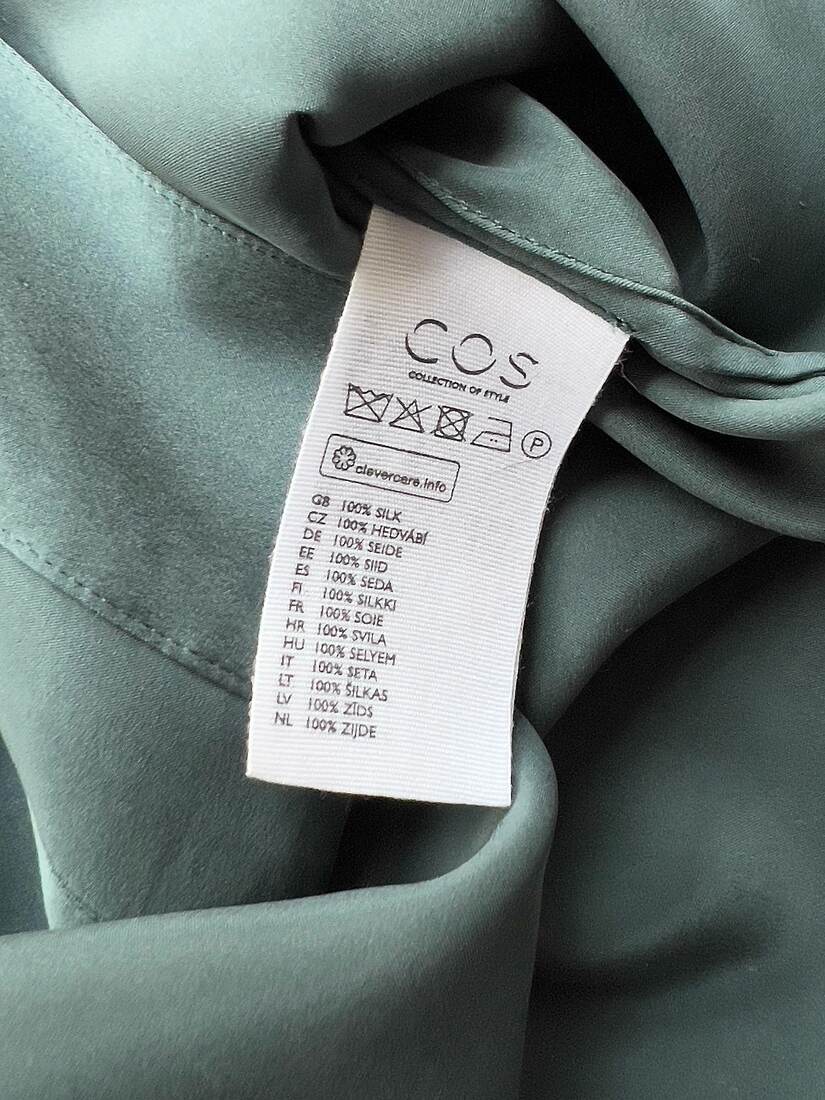 COS
COLLECTION OF STYLE
P
clevercare.info
GB 100% SILK
CZ 100% HEDVÁBÍ
DE 100% SEIDE
EE 100% SIID
ES 100% SEDA
FI 100% SILKKI
FR 100% SOIE
HR 100% SVILA
HU 100% SELYEM
IT 100% SETA
LT 100% ŠILKAS
LV 100% ZĪDS
NL 100% ZIJDE